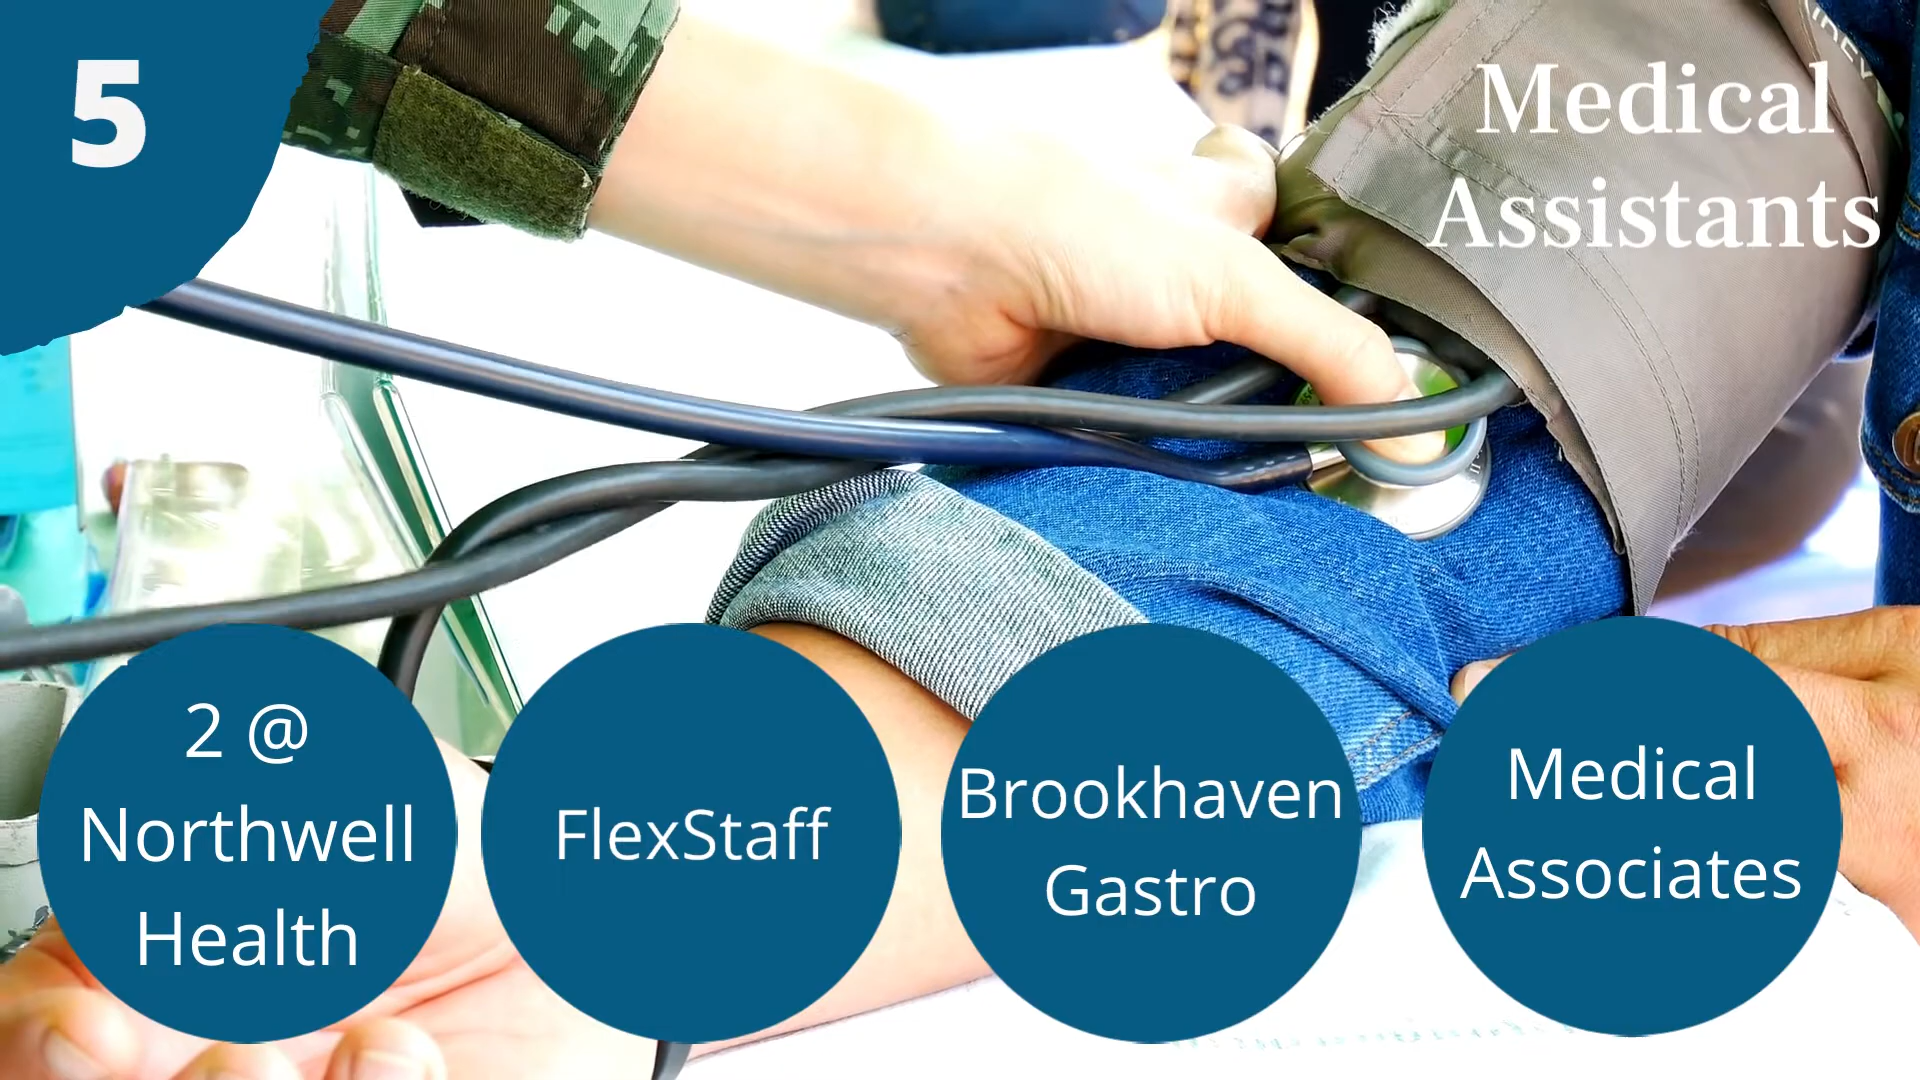 5
Medical
Assistants
2 @
Northwell
Health
FlexStaff
Brookhaven
Gastro
Medical
Associates